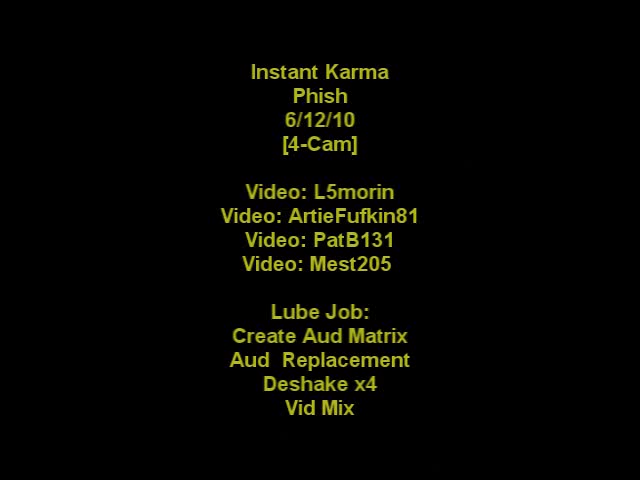 Instant Karma
Phish
6/12/10
[4-Cam]
Video: L5morin
Video: ArtieFufkin81
Video: PatB131
Video: Mest205
Lube Job:
Create Aud Matrix
Aud  Replacement
Deshake x4
Vid Mix